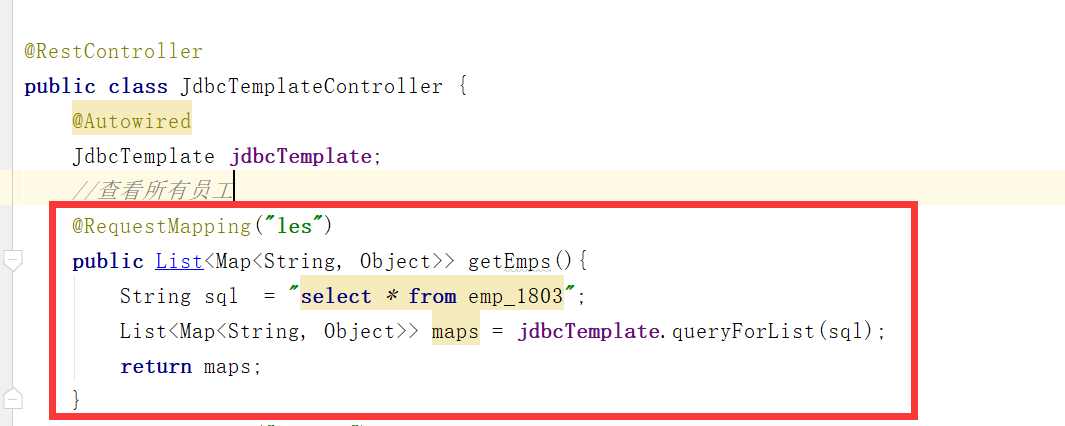 @RestController
public class JdbcTemplateController {
@Autowired
JdbcTemplate jdbcTemplate;
//查看所有员工
@RequestMapping("les")
public List<Map<String, Object>> getEmps(){
String sql = "select * from emp_1803";
List<Map<String, Object>> maps = jdbcTemplate.queryForList(sql);
return maps;
}